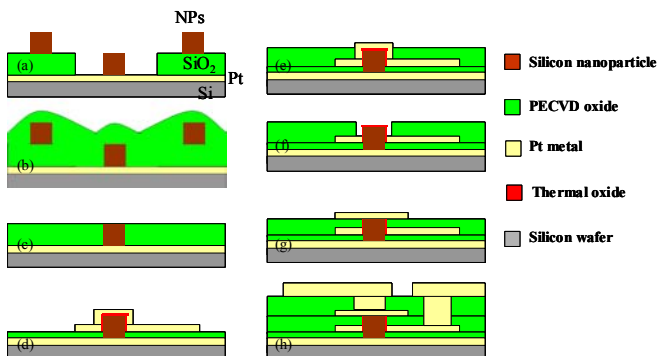 NPs
(a)
SiO2
Pt
Si
(b)
(c)
(d)
(e)
(f)
(g)
(h)
Silicon nanoparticle
PECVD oxide
Pt metal
Thermal oxide
Silicon wafer